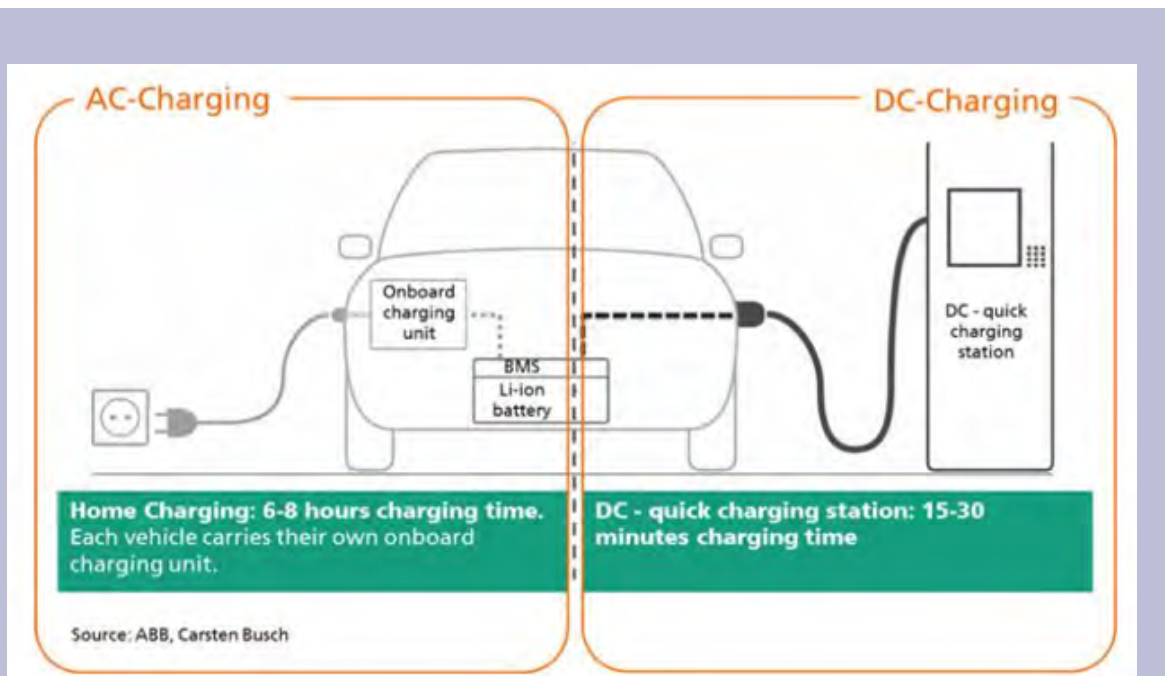 AC-Charging
DC-Charging
Onboard
charging
unit
BMS
Li-ion
battery
DC - quick
charging
station
Home Charging: 6-8 hours charging time.
Each vehicle carries their own onboard
charging unit.
DC - quick charging station: 15-30
minutes charging time
Source: ABB, Carsten Busch